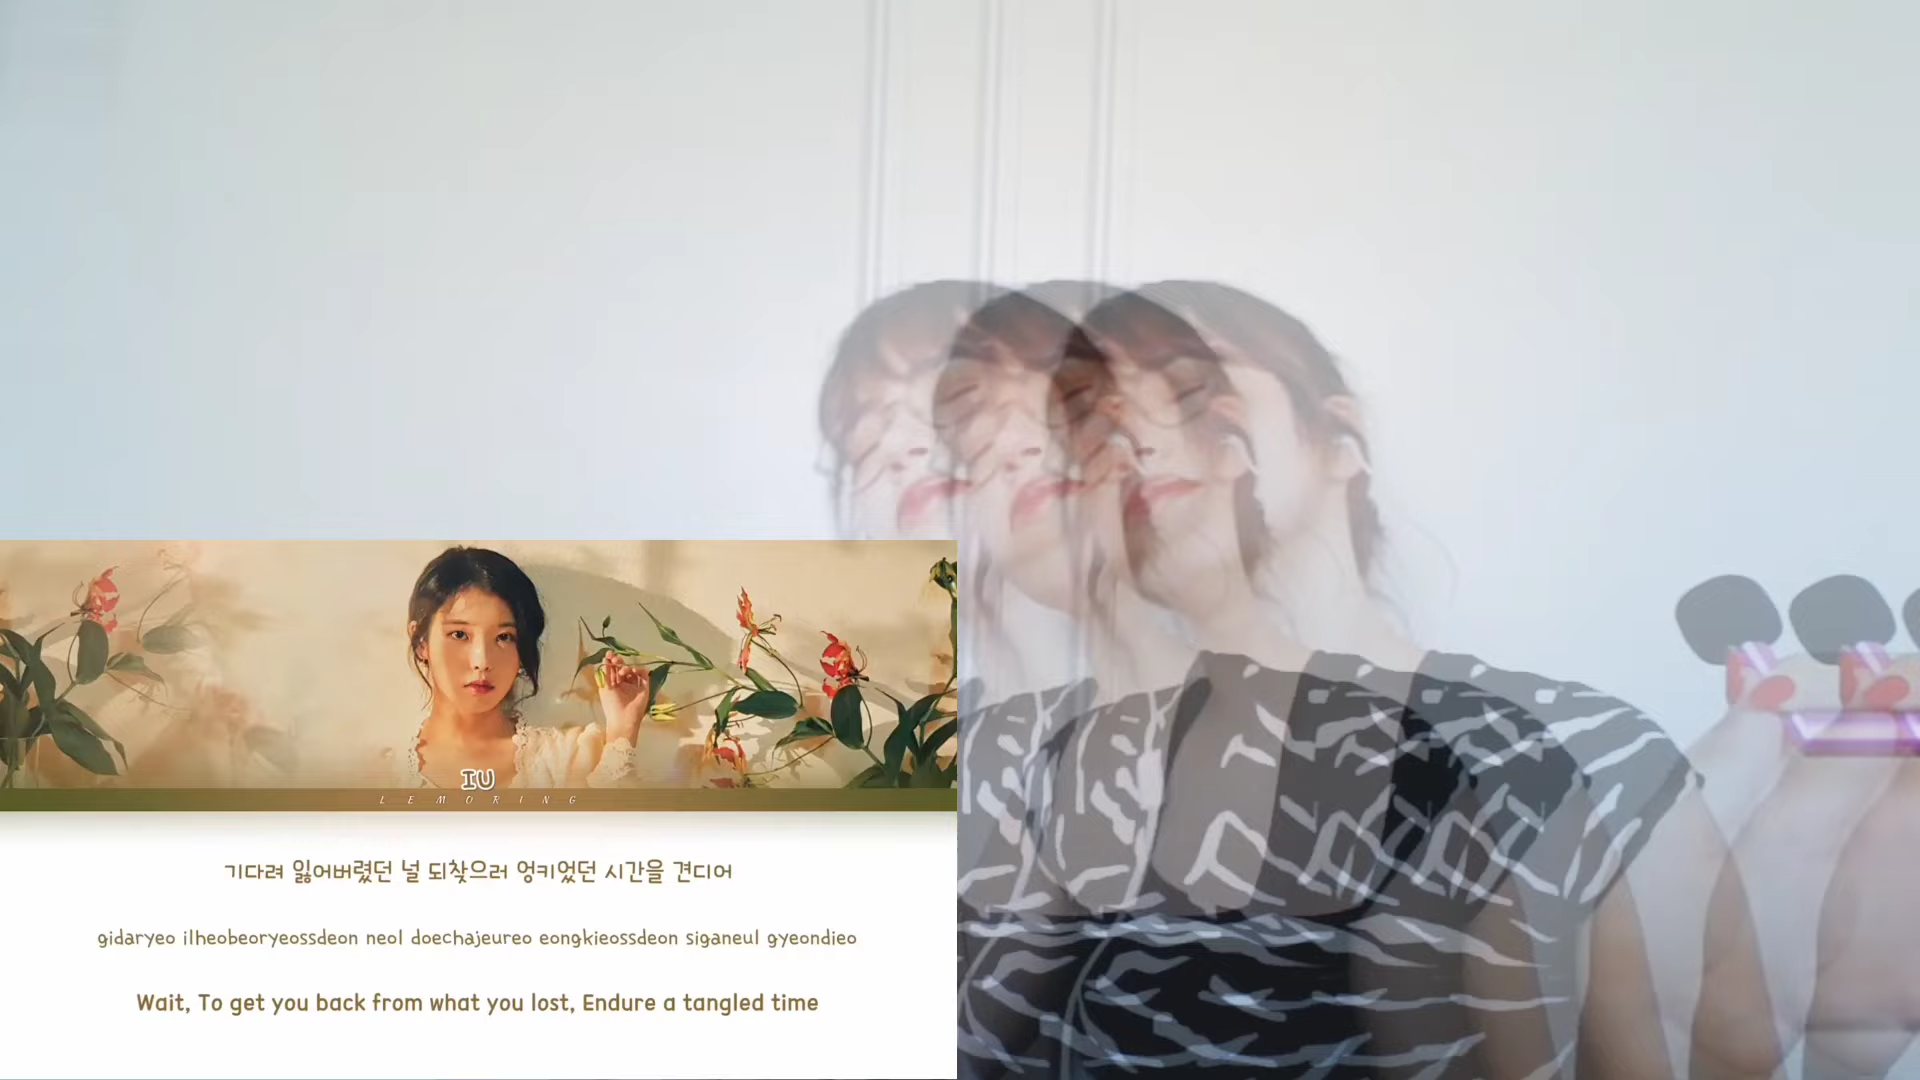 IU
LEMORING
기다려 잃어버렸던 널 되찾으러 엉키었던 시간을 견디어
gidaryeo ilheobeoryeossdeon neol doechajeureo eongkieossdeon siganeul gyeondieo
Wait, To get you back from what you lost, Endure a tangled time